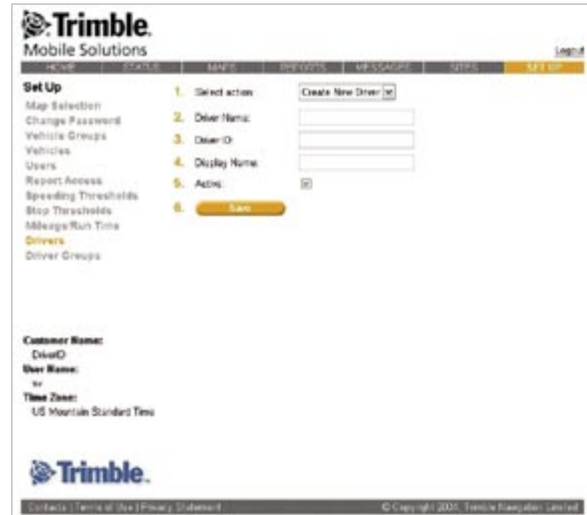 Trimble.
Mobile Solutions
Logout
HOME STATUS MAPS REPORTS MESSAGES SITES SET UP
Set Up
Map Selection
Change Password
Vehicle Groups
Vehicles
Users
Report Access
Speeding Thresholds
Stop Thresholds
Mileage/Run Time
Drivers
Driver Groups
1. Select action: Create New Driver
2. Driver Name:
3. Driver ID:
4. Display Name:
5. Active:
6. Save
Customer Name:
DriverID
User Name:
Time Zone:
US Mountain Standard Time
Trimble.
Contacts | Terms of Use | Privacy Statement © Copyright 2004, Trimble Navigation Limited